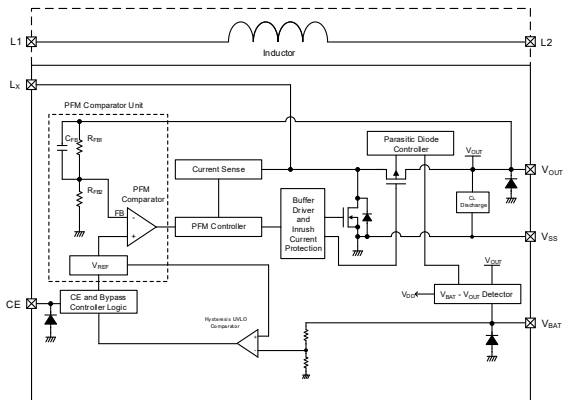 L1
L2
Inductor
LX
PFM Comparator Unit
CFB
RFB1
RFB2
FB
PFM
Comparator
-
+
VREF
CE
CE and Bypass
Controller Logic
Current Sense
PFM Controller
Buffer
Driver
and
Inrush
Current
Protection
Parasitic Diode
Controller
VOUT
VOUT
CL
Discharge
VSS
VOUT
VDD
VBAT - VOUT Detector
VBAT
Hysteresis UVLO
Comparator
+
-